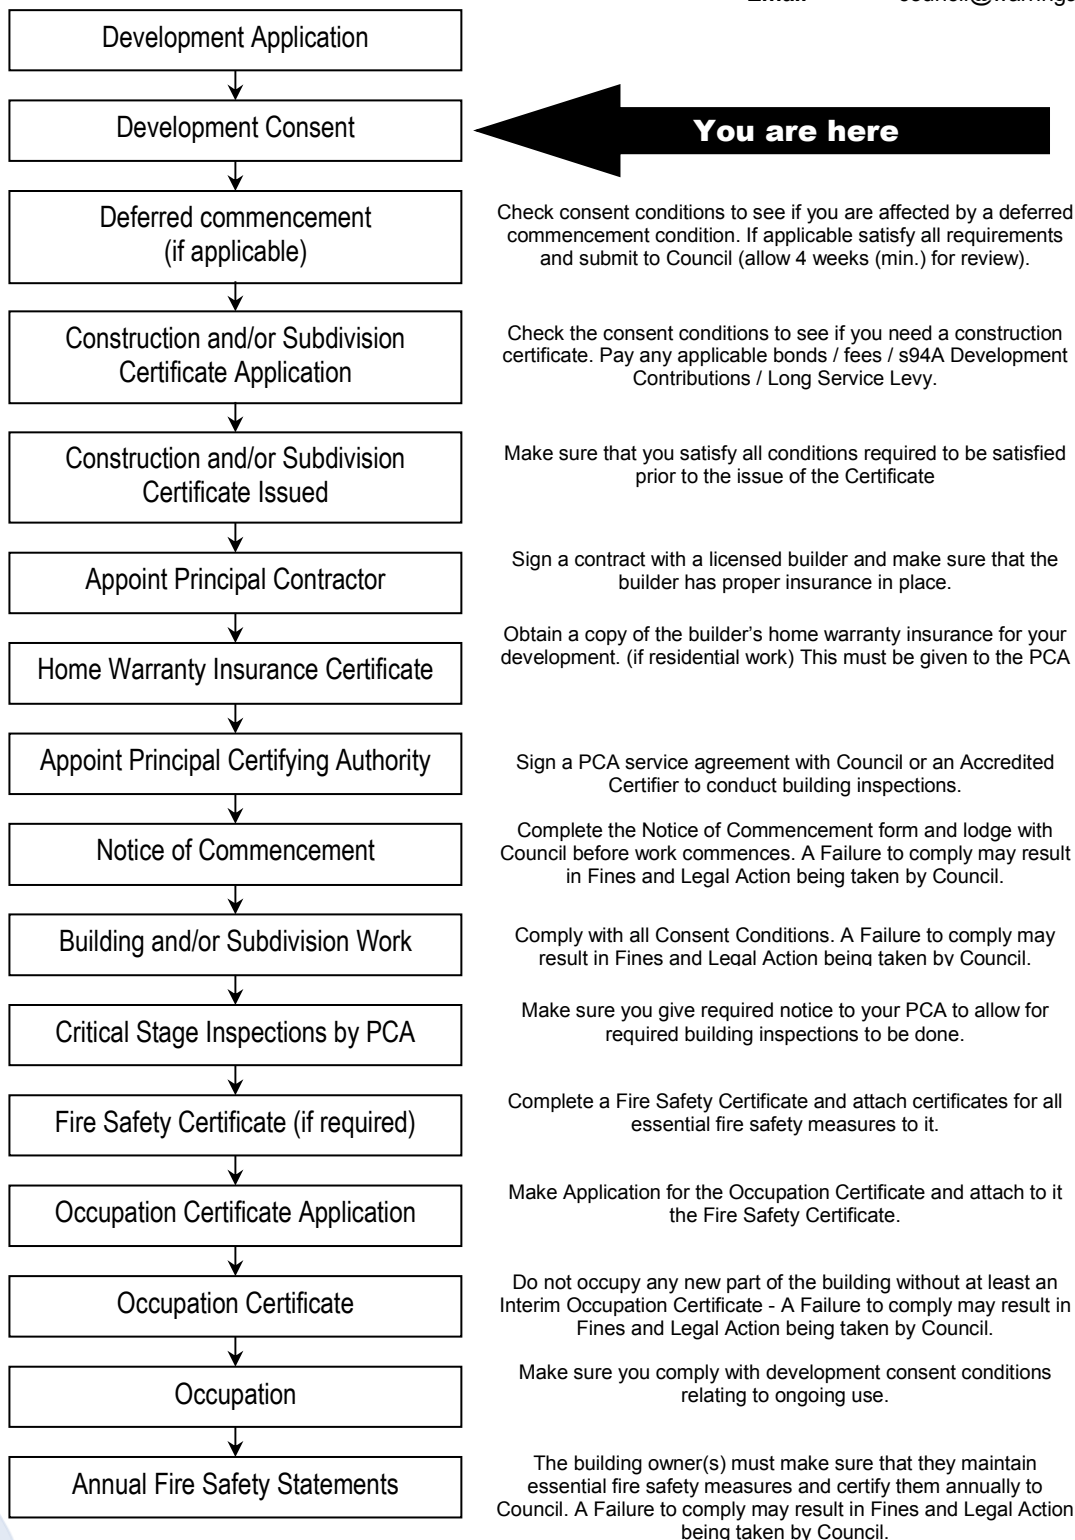 Development Application
Development Consent
You are here
Deferred commencement
(if applicable)
Check consent conditions to see if you are affected by a deferred
commencement condition. If applicable satisfy all requirements
and submit to Council (allow 4 weeks (min.) for review).
Construction and/or Subdivision
Certificate Application
Check the consent conditions to see if you need a construction
certificate. Pay any applicable bonds / fees / s94A Development
Contributions / Long Service Levy.
Construction and/or Subdivision
Certificate Issued
Make sure that you satisfy all conditions required to be satisfied
prior to the issue of the Certificate
Appoint Principal Contractor
Sign a contract with a licensed builder and make sure that the
builder has proper insurance in place.
Home Warranty Insurance Certificate
Obtain a copy of the builder’s home warranty insurance for your
development. (if residential work) This must be given to the PCA
Appoint Principal Certifying Authority
Sign a PCA service agreement with Council or an Accredited
Certifier to conduct building inspections.
Notice of Commencement
Complete the Notice of Commencement form and lodge with
Council before work commences. A Failure to comply may result
in Fines and Legal Action being taken by Council.
Building and/or Subdivision Work
Comply with all Consent Conditions. A Failure to comply may
result in Fines and Legal Action being taken by Council.
Critical Stage Inspections by PCA
Make sure you give required notice to your PCA to allow for
required building inspections to be done.
Fire Safety Certificate (if required)
Complete a Fire Safety Certificate and attach certificates for all
essential fire safety measures to it.
Occupation Certificate Application
Make Application for the Occupation Certificate and attach to it
the Fire Safety Certificate.
Occupation Certificate
Do not occupy any new part of the building without at least an
Interim Occupation Certificate - A Failure to comply may result in
Fines and Legal Action being taken by Council.
Occupation
Make sure you comply with development consent conditions
relating to ongoing use.
Annual Fire Safety Statements
The building owner(s) must make sure that they maintain
essential fire safety measures and certify them annually to
Council. A Failure to comply may result in Fines and Legal Action
being taken by Council.